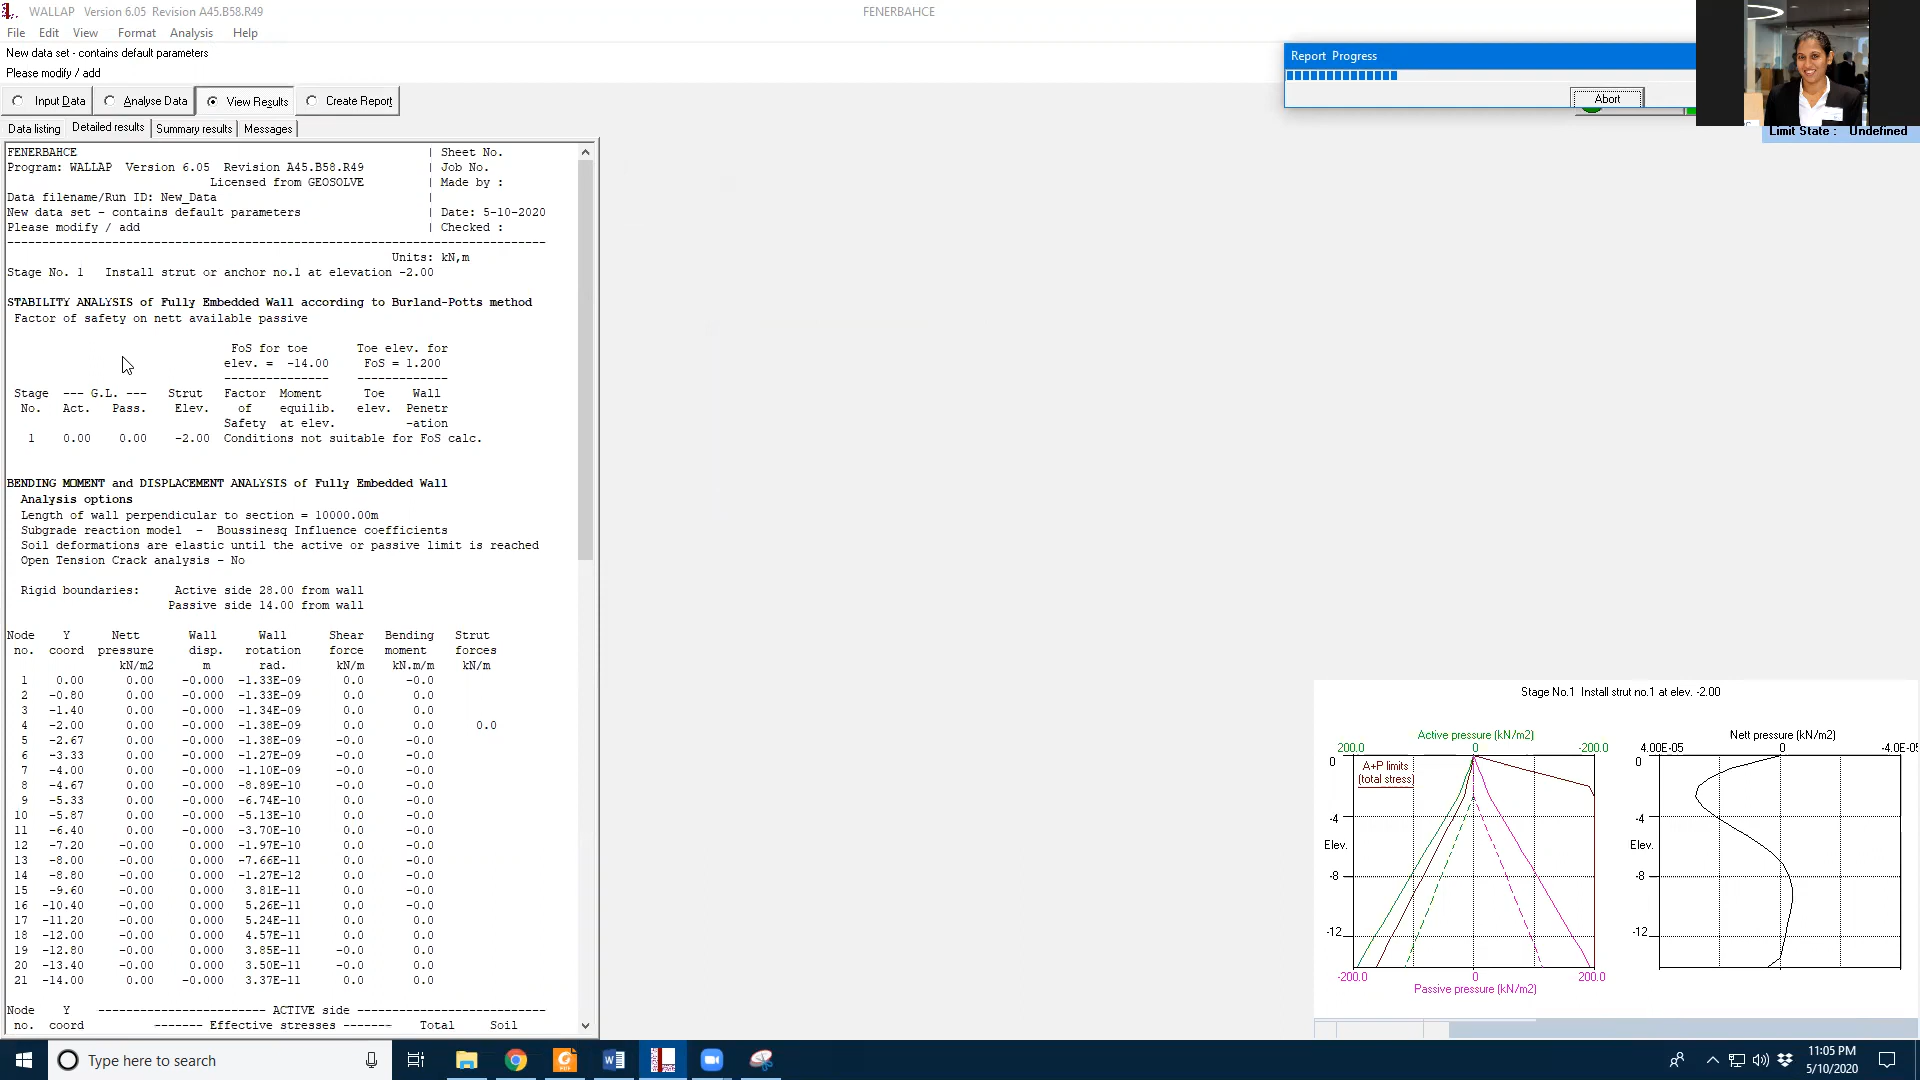 WALLAP Version 6.05 Revision A45.B58.R49
FENERBAHCE
File Edit View Format Analysis Help
New data set - contains default parameters
Please modify / add
Report Progress
Abort
Input Data Analyse Data View Results Create Report
Limit State : Undefined
Data listing Detailed results Summary results Messages
FENERBAHCE | Sheet No.
Program: WALLAP Version 6.05 Revision A45.B58.R49 | Job No.
Licensed from GEOSOLVE | Made by :
Data filename/Run ID: New_Data |
New data set - contains default parameters | Date: 5-10-2020
Please modify / add | Checked :
--------------------------------------------------------------------------------
Units: kN,m
Stage No. 1 Install strut or anchor no.1 at elevation -2.00
STABILITY ANALYSIS of Fully Embedded Wall according to Burland-Potts method
Factor of safety on nett available passive
FoS for toe Toe elev. for
elev. = -14.00 FoS = 1.200
--------------- -------------
Stage --- G.L. --- Strut Factor Moment Toe Wall
No. Act. Pass. Elev. of equilib. elev. Penetr
Safety at elev. -ation
1 0.00 0.00 -2.00 Conditions not suitable for FoS calc.
BENDING MOMENT and DISPLACEMENT ANALYSIS of Fully Embedded Wall
Analysis options
Length of wall perpendicular to section = 10000.00m
Subgrade reaction model - Boussinesq Influence coefficients
Soil deformations are elastic until the active or passive limit is reached
Open Tension Crack analysis - No
Rigid boundaries: Active side 28.00 from wall
Passive side 14.00 from wall
Node Y Nett Wall Wall Shear Bending Strut
no. coord pressure disp. rotation force moment forces
kN/m2 m rad. kN/m kN.m/m kN/m
1 0.00 0.00 -0.000 -1.33E-09 0.0 -0.0
2 -0.80 0.00 -0.000 -1.33E-09 0.0 0.0
3 -1.40 0.00 -0.000 -1.34E-09 0.0 0.0
4 -2.00 0.00 -0.000 -1.38E-09 0.0 0.0 0.0
5 -2.67 0.00 -0.000 -1.38E-09 -0.0 -0.0
6 -3.33 0.00 -0.000 -1.27E-09 0.0 -0.0
7 -4.00 0.00 -0.000 -1.10E-09 0.0 -0.0
8 -4.67 0.00 -0.000 -8.89E-10 -0.0 -0.0
9 -5.33 0.00 -0.000 -6.74E-10 0.0 -0.0
10 -5.87 0.00 -0.000 -5.13E-10 0.0 -0.0
11 -6.40 0.00 -0.000 -3.70E-10 0.0 -0.0
12 -7.20 -0.00 0.000 -1.97E-10 0.0 -0.0
13 -8.00 -0.00 0.000 -7.66E-11 0.0 -0.0
14 -8.80 -0.00 0.000 -1.27E-12 0.0 -0.0
15 -9.60 -0.00 0.000 3.81E-11 0.0 0.0
16 -10.40 -0.00 0.000 5.26E-11 0.0 -0.0
17 -11.20 -0.00 0.000 5.24E-11 0.0 0.0
18 -12.00 -0.00 0.000 4.57E-11 0.0 0.0
19 -12.80 -0.00 0.000 3.85E-11 -0.0 0.0
20 -13.40 -0.00 0.000 3.50E-11 -0.0 0.0
21 -14.00 0.00 -0.000 3.37E-11 0.0 0.0
Node Y ------------------------- ACTIVE side ---------------------------
no. coord ------- Effective stresses ------- Total Soil
Stage No.1 Install strut no.1 at elev. -2.00
Active pressure (kN/m2)
200.0 0 -200.0
A+P limits
(total stress)
0
-4
Elev.
-8
-12
-200.0 0 200.0
Passive pressure (kN/m2)
Nett pressure (kN/m2)
4.00E-05 0 -4.0E-05
0
-4
Elev.
-8
-12
Type here to search
11:05 PM
5/10/2020